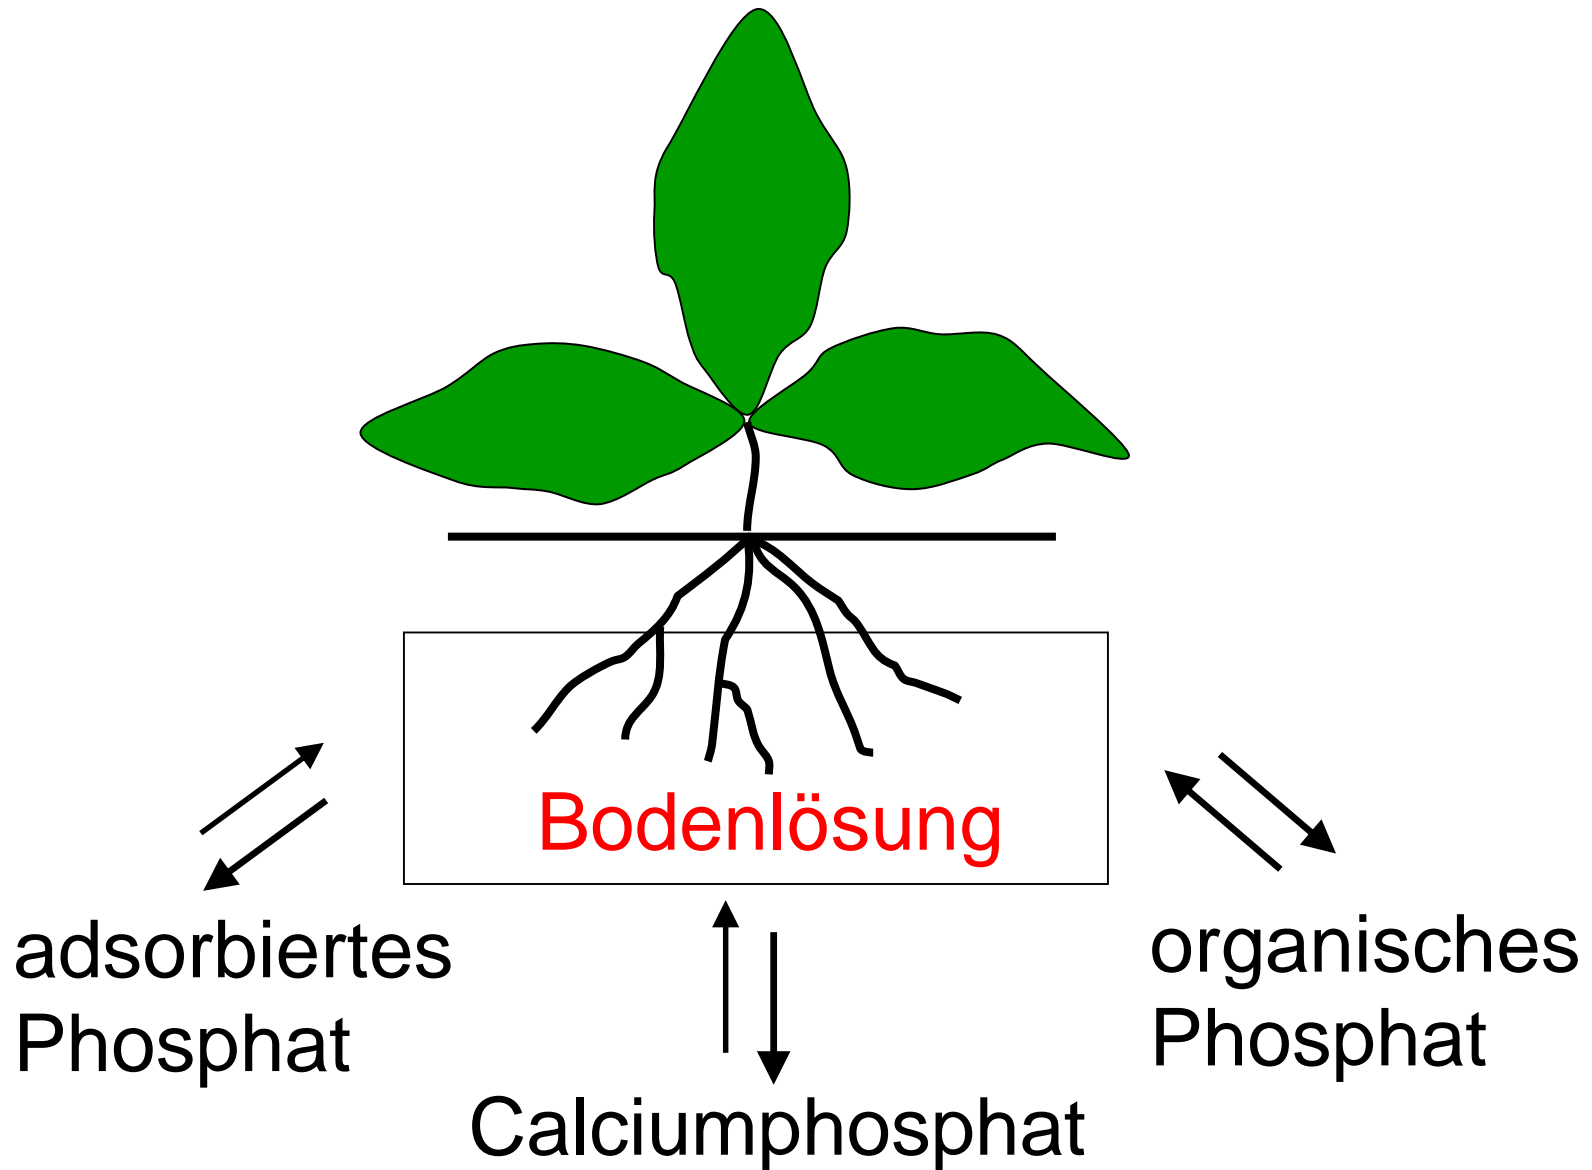 Bodenlösung
adsorbiertes
Phosphat
organisches
Phosphat
Calciumphosphat